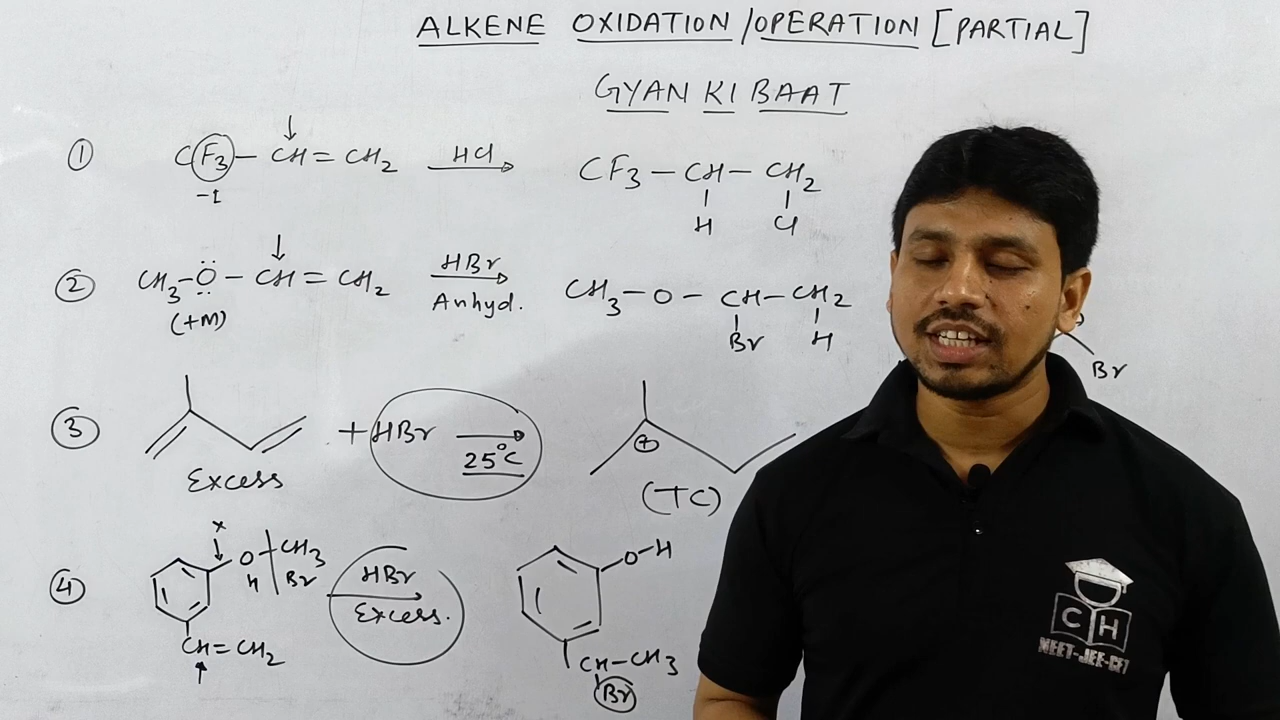 ALKENE OXIDATION/OPERATION [PARTIAL]
GYAN KI BAAT
① CF3 – CH = CH2 HCl → CF3 – CH – CH2
-I H Cl
② CH3 – Ö – CH = CH2 HBr → CH3 – O – CH – CH2
(+M) Anhyd. Br H
Br
③ + HBr → ⊕
25°C
Excess (TC)
④ x O CH3 HBr → O–H
H Br Excess.
CH = CH2 CH–CH3
Br
C H
NEET-JEE-CET